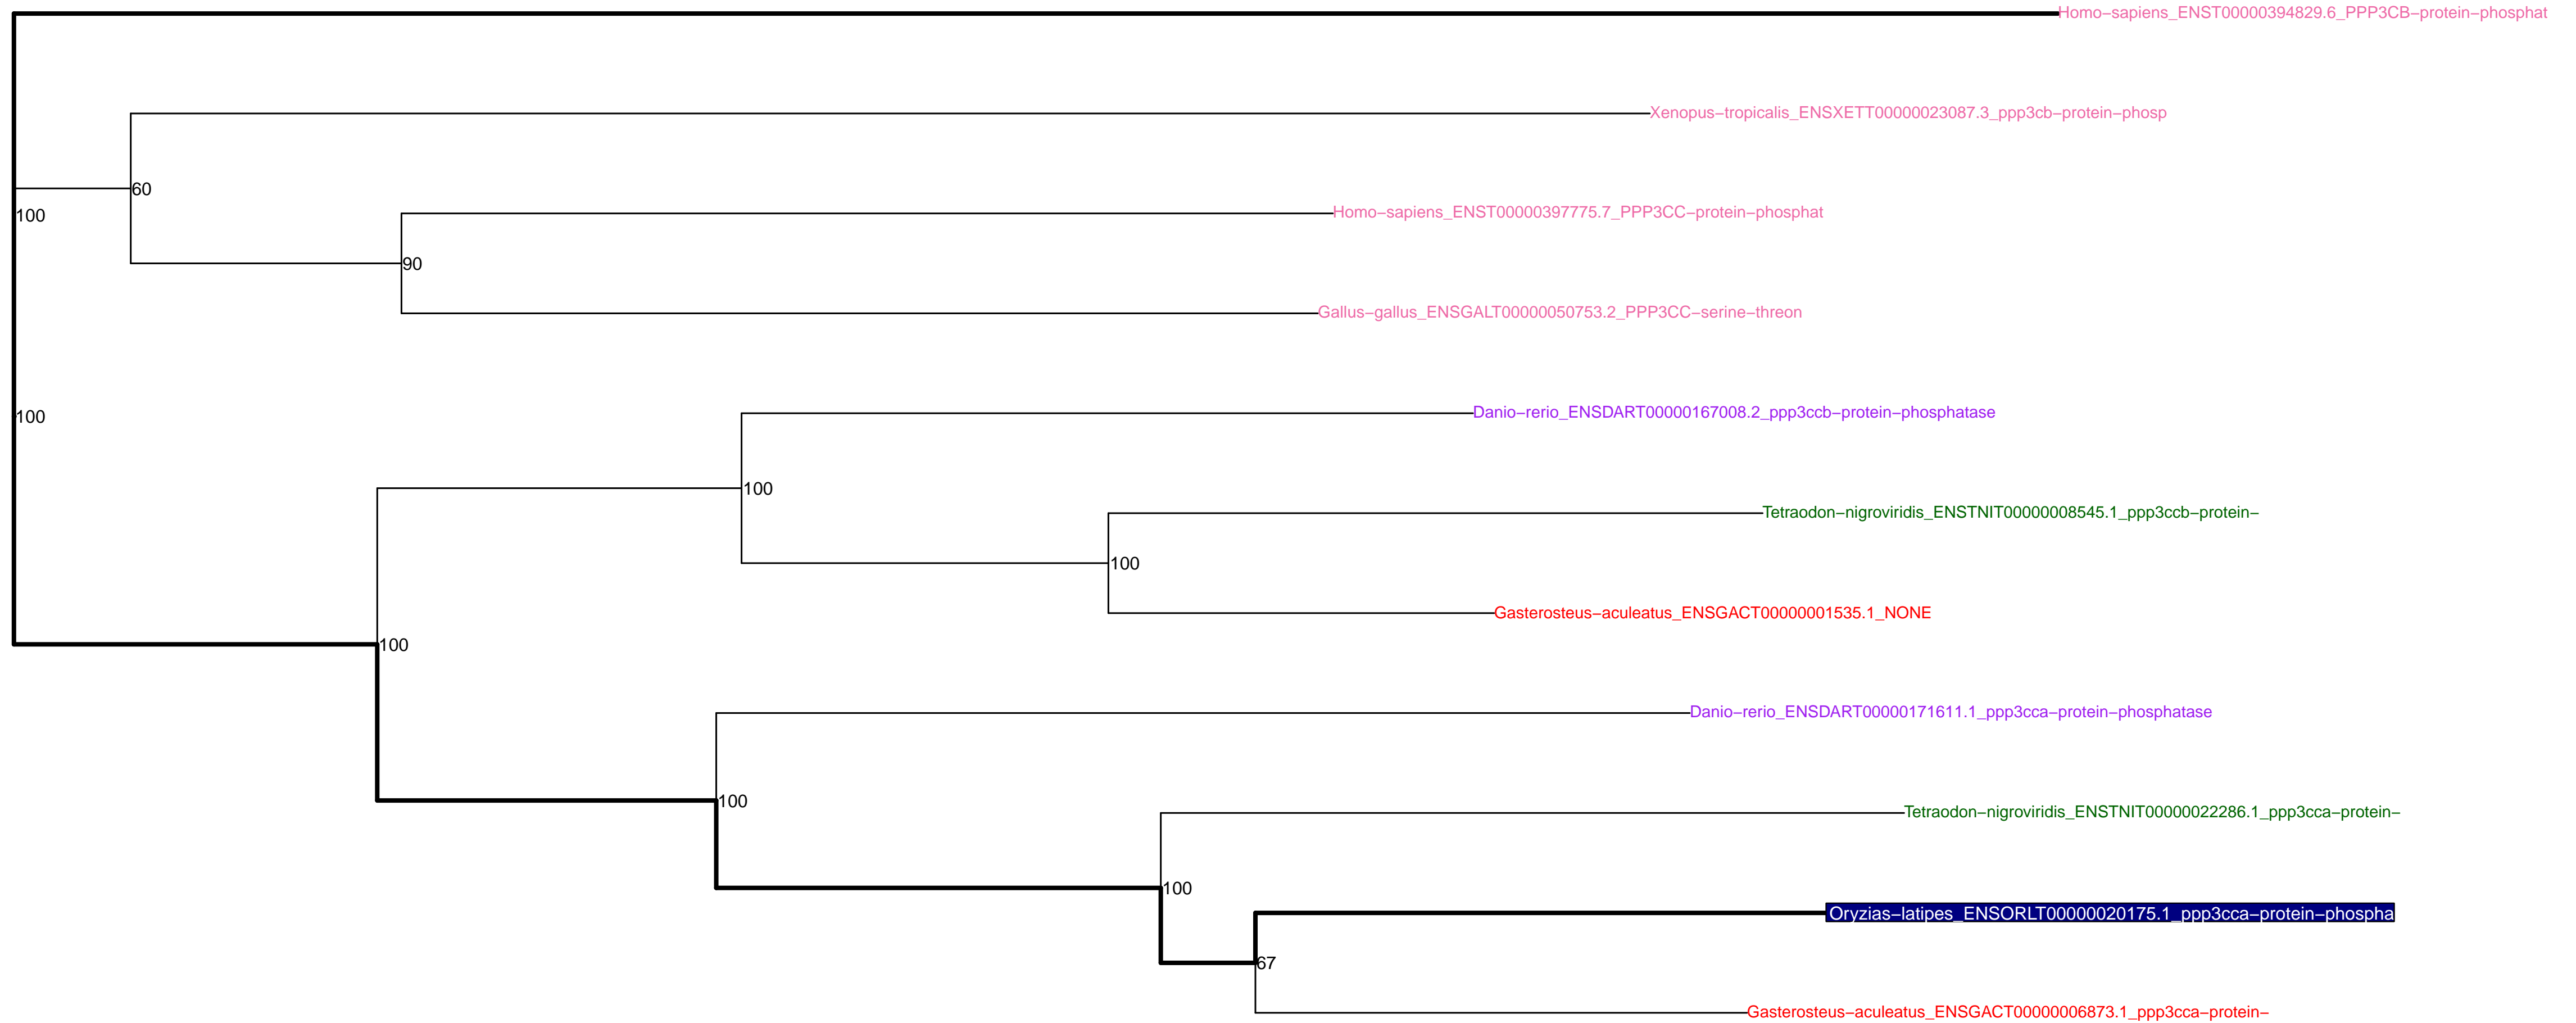 Homo−sapiens_ENST00000394829.6_PPP3CB−protein−phosphat
Xenopus−tropicalis_ENSXETT00000023087.3_ppp3cb−protein−phosp
60
Homo−sapiens_ENST00000397775.7_PPP3CC−protein−phosphat
100
90
Gallus−gallus_ENSGALT00000050753.2_PPP3CC−serine−threon
Danio−rerio_ENSDART00000167008.2_ppp3ccb−protein−phosphatase
100
100
Tetraodon−nigroviridis_ENSTNIT00000008545.1_ppp3ccb−protein−
100
Gasterosteus−aculeatus_ENSGACT00000001535.1_NONE
100
Danio−rerio_ENSDART00000171611.1_ppp3cca−protein−phosphatase
100
Tetraodon−nigroviridis_ENSTNIT00000022286.1_ppp3cca−protein−
100
Oryzias−latipes_ENSORLT00000020175.1_ppp3cca−protein−phospha
67
Gasterosteus−aculeatus_ENSGACT00000006873.1_ppp3cca−protein−